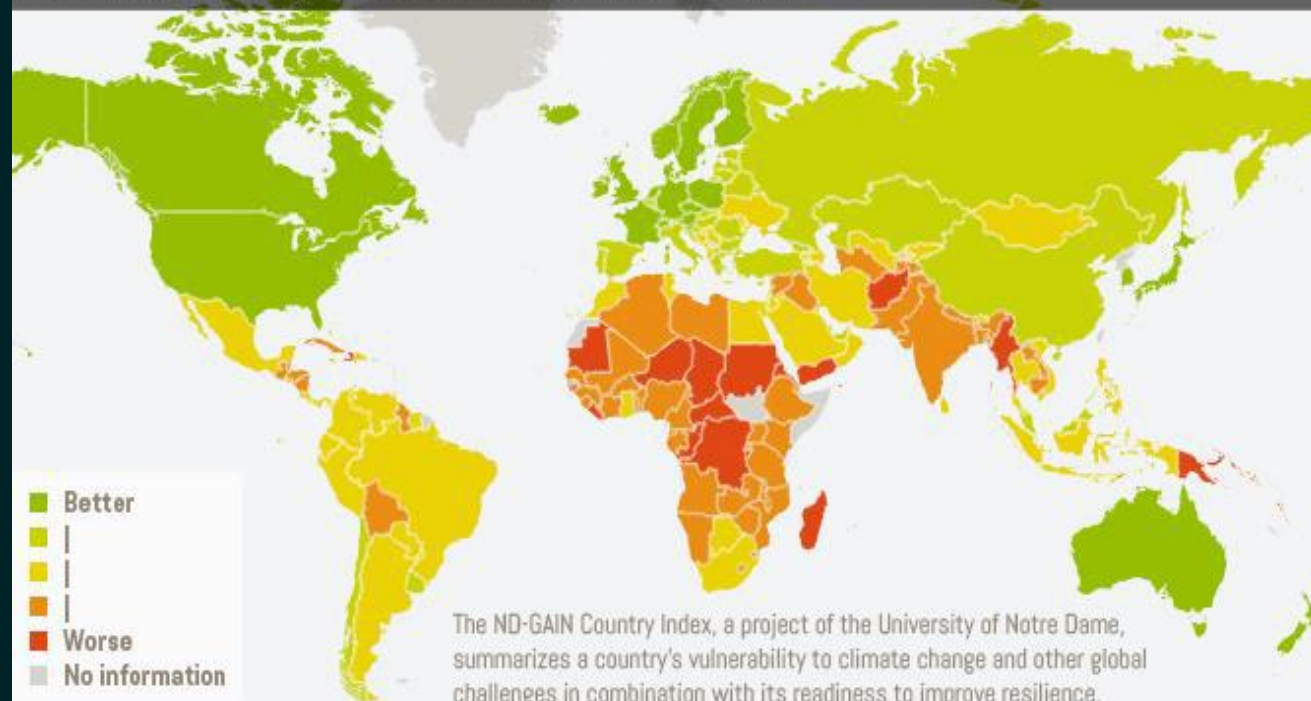 Better
|
|
|
Worse
No information
The ND-GAIN Country Index, a project of the University of Notre Dame,
summarizes a country's vulnerability to climate change and other global
challenges in combination with its readiness to improve resilience.